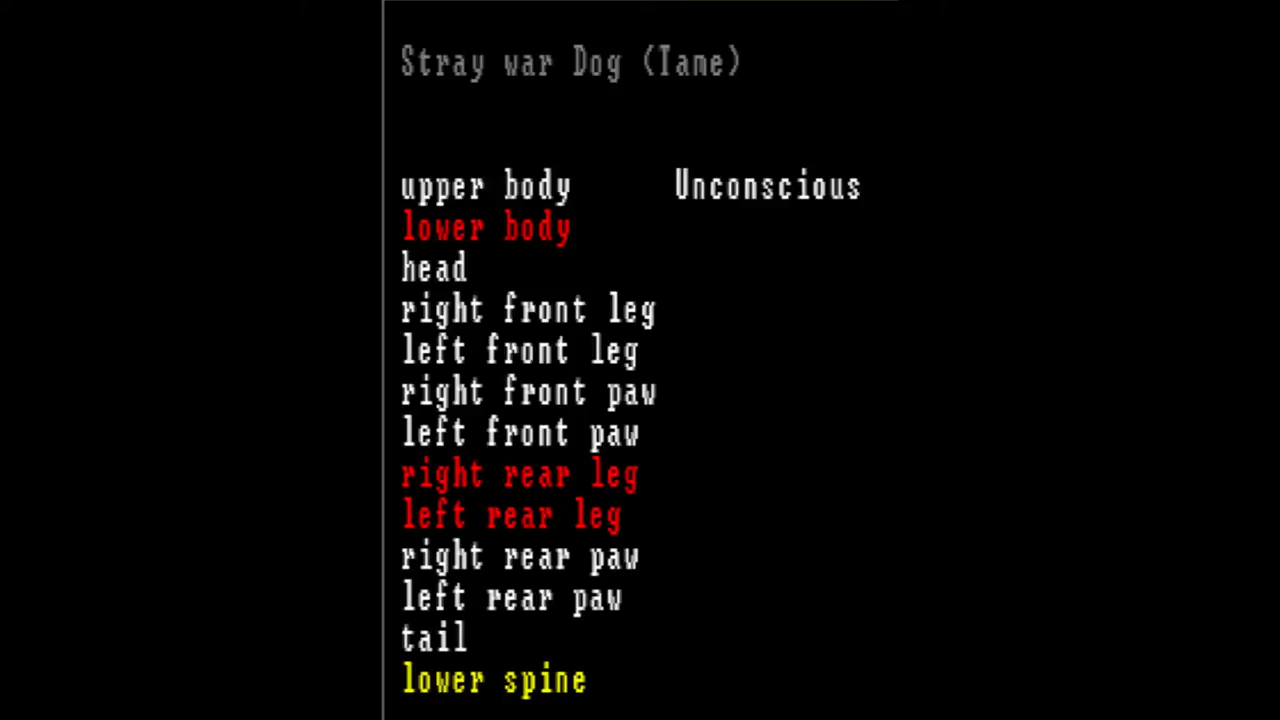 Stray war Dog (Tame)
upper body Unconscious
lower body
head
right front leg
left front leg
right front paw
left front paw
right rear leg
left rear leg
right rear paw
left rear paw
tail
lower spine